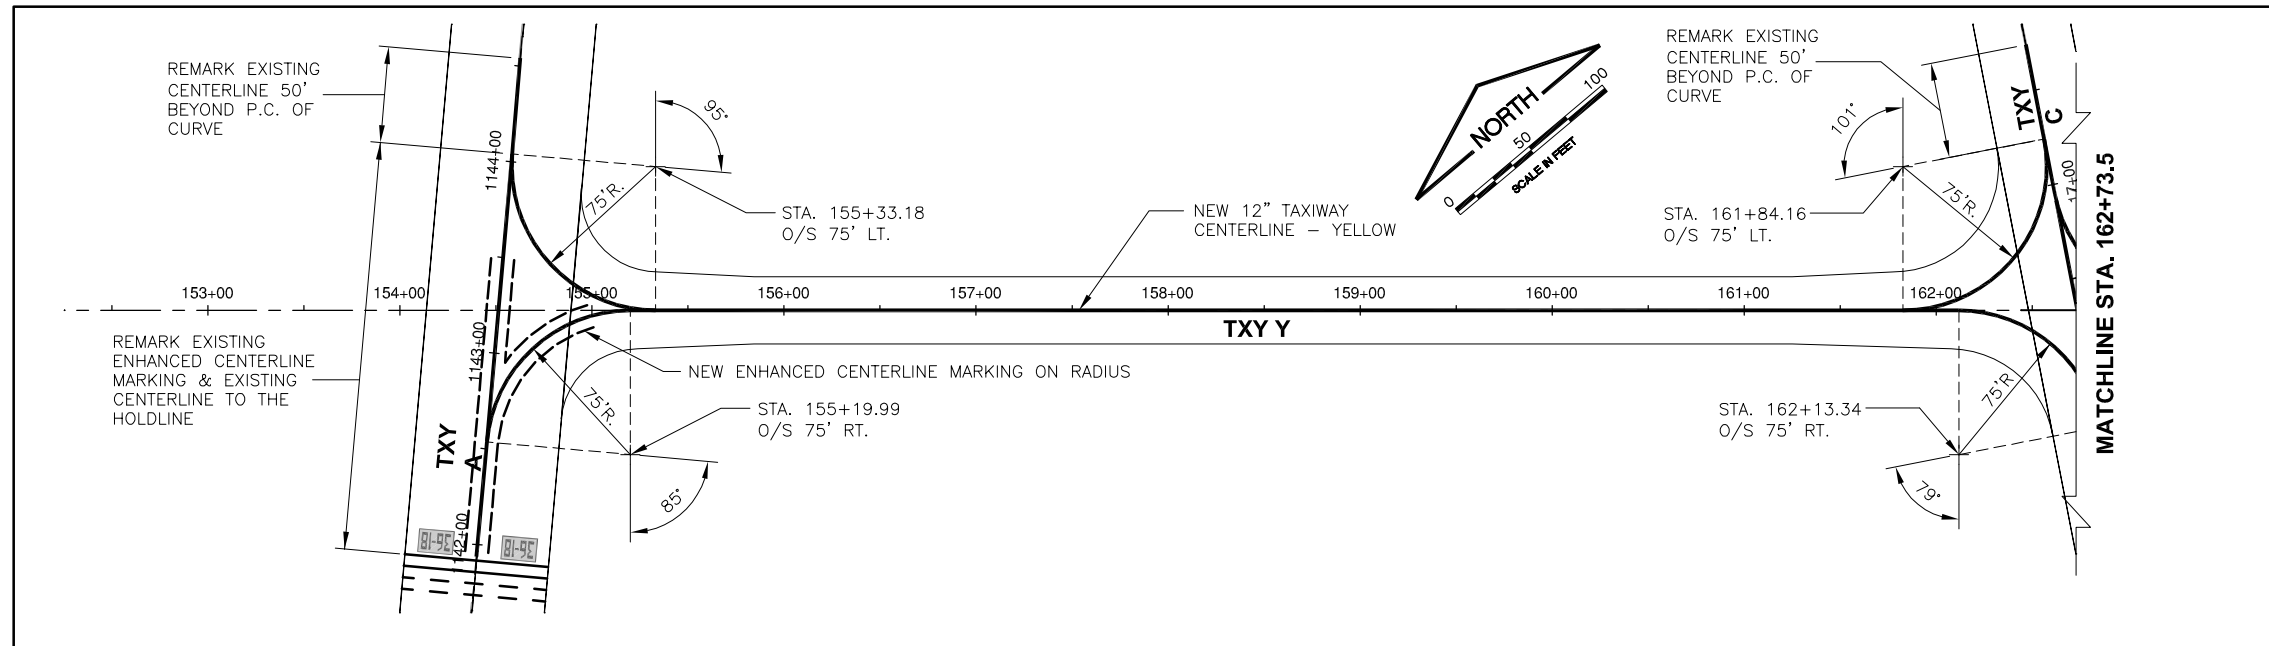 REMARK EXISTING
CENTERLINE 50'
BEYOND P.C. OF
CURVE
95°
1144+00
75'R.
STA. 155+33.18
O/S 75' LT.
NEW 12" TAXIWAY
CENTERLINE – YELLOW
NORTH
0
50
100
SCALE IN FEET
REMARK EXISTING
CENTERLINE 50'
BEYOND P.C. OF
CURVE
101°
TXY
C
75'R.
17+00
STA. 161+84.16
O/S 75' LT.
MATCHLINE STA. 162+73.5
153+00
154+00
155+00
156+00
157+00
158+00
159+00
160+00
161+00
162+00
TXY Y
REMARK EXISTING
ENHANCED CENTERLINE
MARKING & EXISTING
CENTERLINE TO THE
HOLDLINE
1143+00
NEW ENHANCED CENTERLINE MARKING ON RADIUS
75'R.
STA. 155+19.99
O/S 75' RT.
85°
TXY
A
1142+00
36-18
36-18
STA. 162+13.34
O/S 75' RT.
75'R
79°